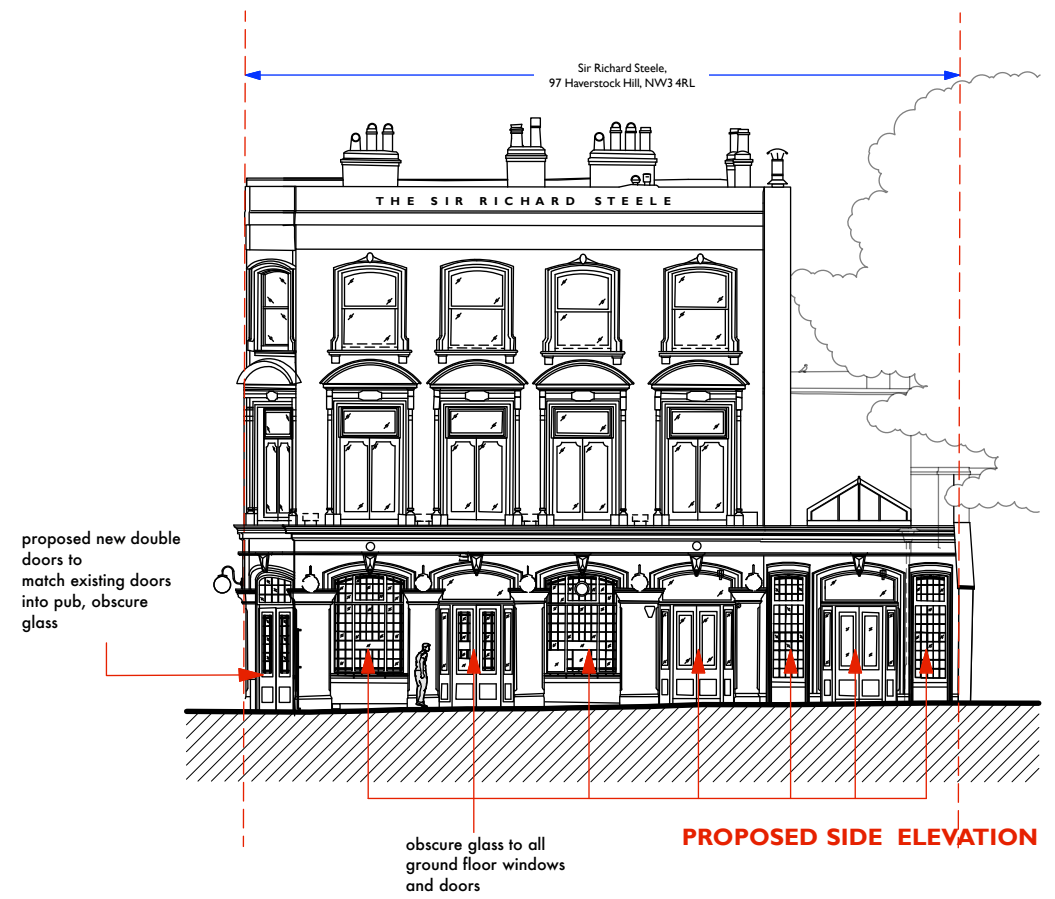 Sir Richard Steele,
97 Haverstock Hill, NW3 4RL
THE SIR RICHARD STEELE
proposed new double
doors to
match existing doors
into pub, obscure
glass
obscure glass to all
ground floor windows
and doors
PROPOSED SIDE ELEVATION